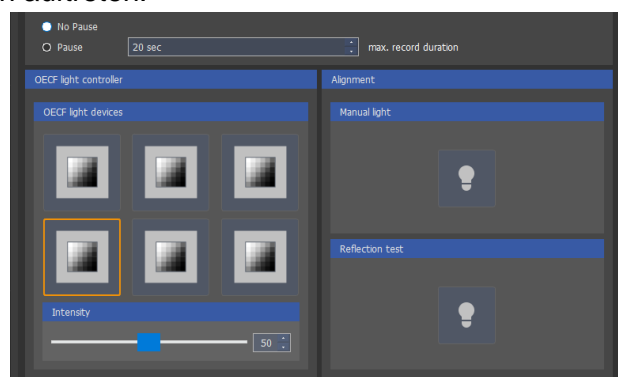 No Pause
Pause 20 sec max. record duration
OECF light controller
OECF light devices
Intensity
50
Alignment
Manual light
Reflection test